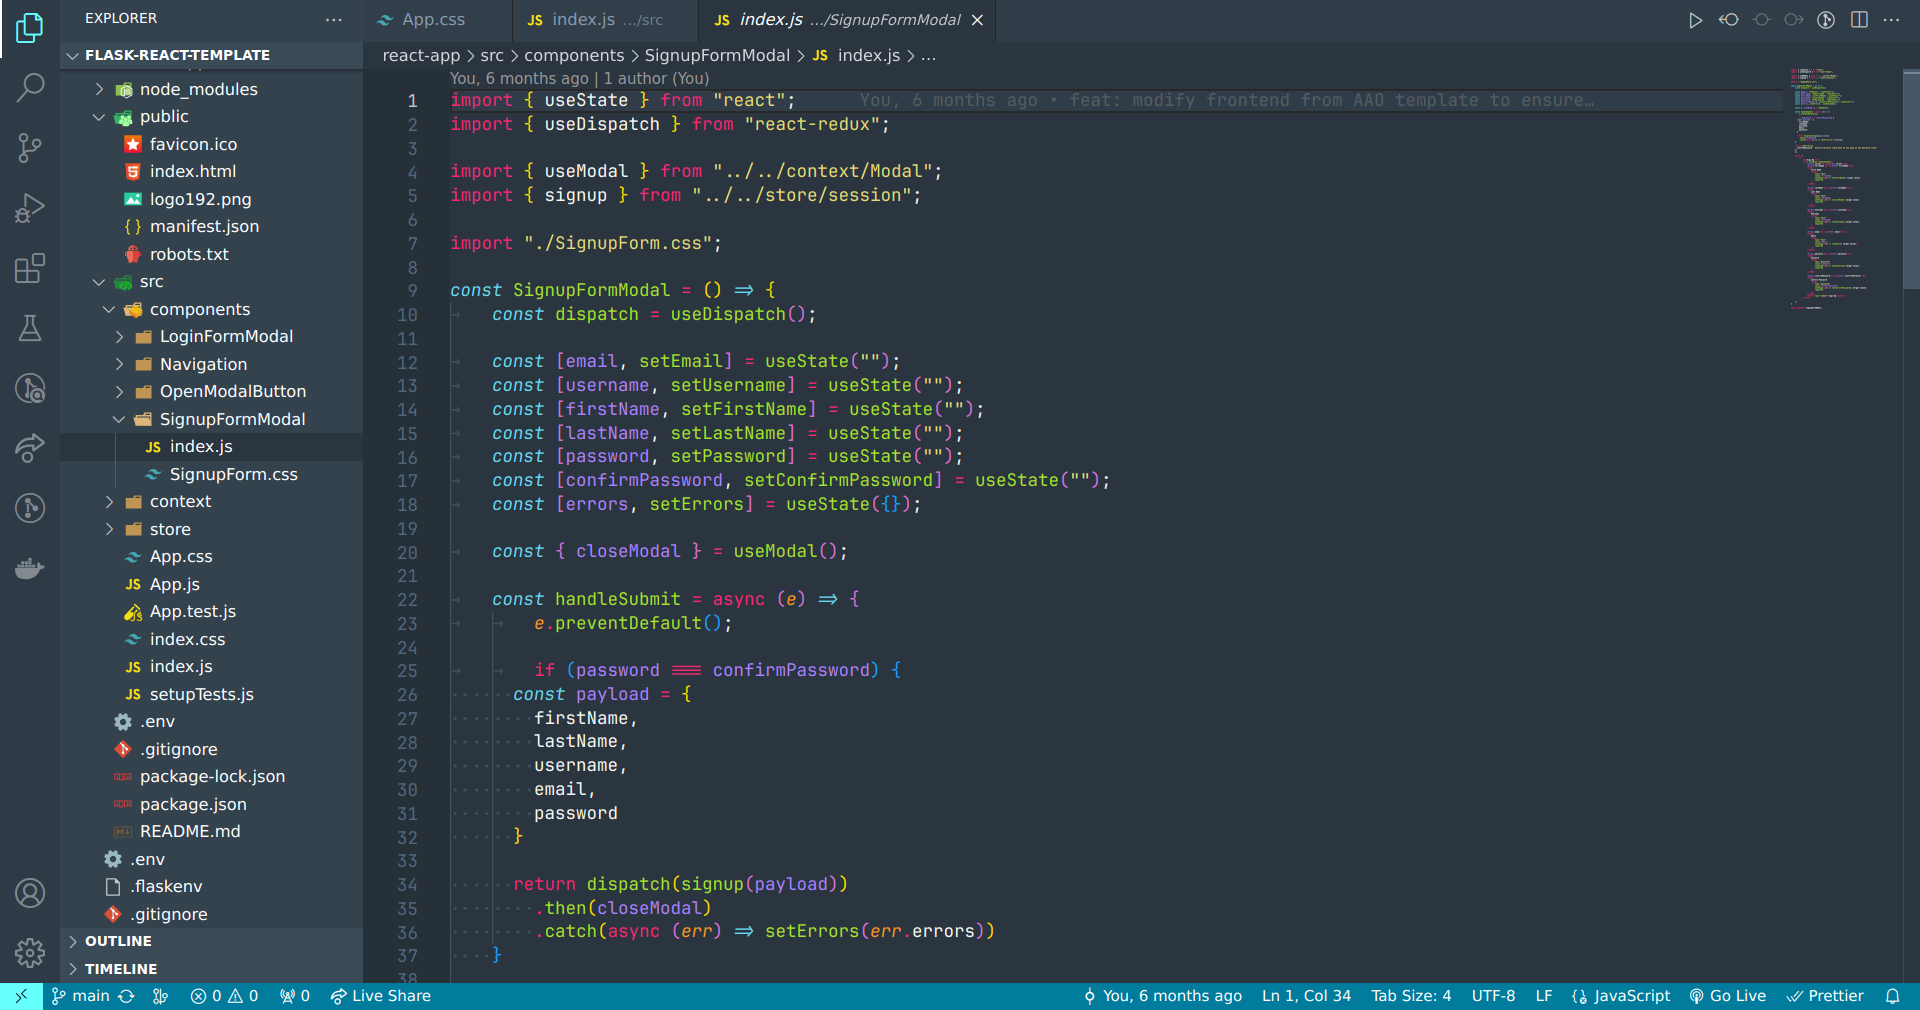 EXPLORER
FLASK-REACT-TEMPLATE
node_modules
public
favicon.ico
index.html
logo192.png
manifest.json
robots.txt
src
components
LoginFormModal
Navigation
OpenModalButton
SignupFormModal
JS index.js
SignupForm.css
context
store
App.css
JS App.js
App.test.js
index.css
JS index.js
JS setupTests.js
.env
.gitignore
package-lock.json
package.json
README.md
.env
.flaskenv
.gitignore
OUTLINE
TIMELINE
App.css
JS index.js .../src
JS index.js .../SignupFormModal
react-app > src > components > SignupFormModal > JS index.js > ...
You, 6 months ago | 1 author (You)
1 import { useState } from "react"; You, 6 months ago • feat: modify frontend from AAO template to ensure…
2 import { useDispatch } from "react-redux";
3
4 import { useModal } from "../../context/Modal";
5 import { signup } from "../../store/session";
6
7 import "./SignupForm.css";
8
9 const SignupFormModal = () => {
10 const dispatch = useDispatch();
11
12 const [email, setEmail] = useState("");
13 const [username, setUsername] = useState("");
14 const [firstName, setFirstName] = useState("");
15 const [lastName, setLastName] = useState("");
16 const [password, setPassword] = useState("");
17 const [confirmPassword, setConfirmPassword] = useState("");
18 const [errors, setErrors] = useState({});
19
20 const { closeModal } = useModal();
21
22 const handleSubmit = async (e) => {
23 e.preventDefault();
24
25 if (password === confirmPassword) {
26 const payload = {
27 firstName,
28 lastName,
29 username,
30 email,
31 password
32 }
33
34 return dispatch(signup(payload))
35 .then(closeModal)
36 .catch(async (err) => setErrors(err.errors))
37 }
38
main 0 0 0 Live Share You, 6 months ago Ln 1, Col 34 Tab Size: 4 UTF-8 LF JavaScript Go Live Prettier